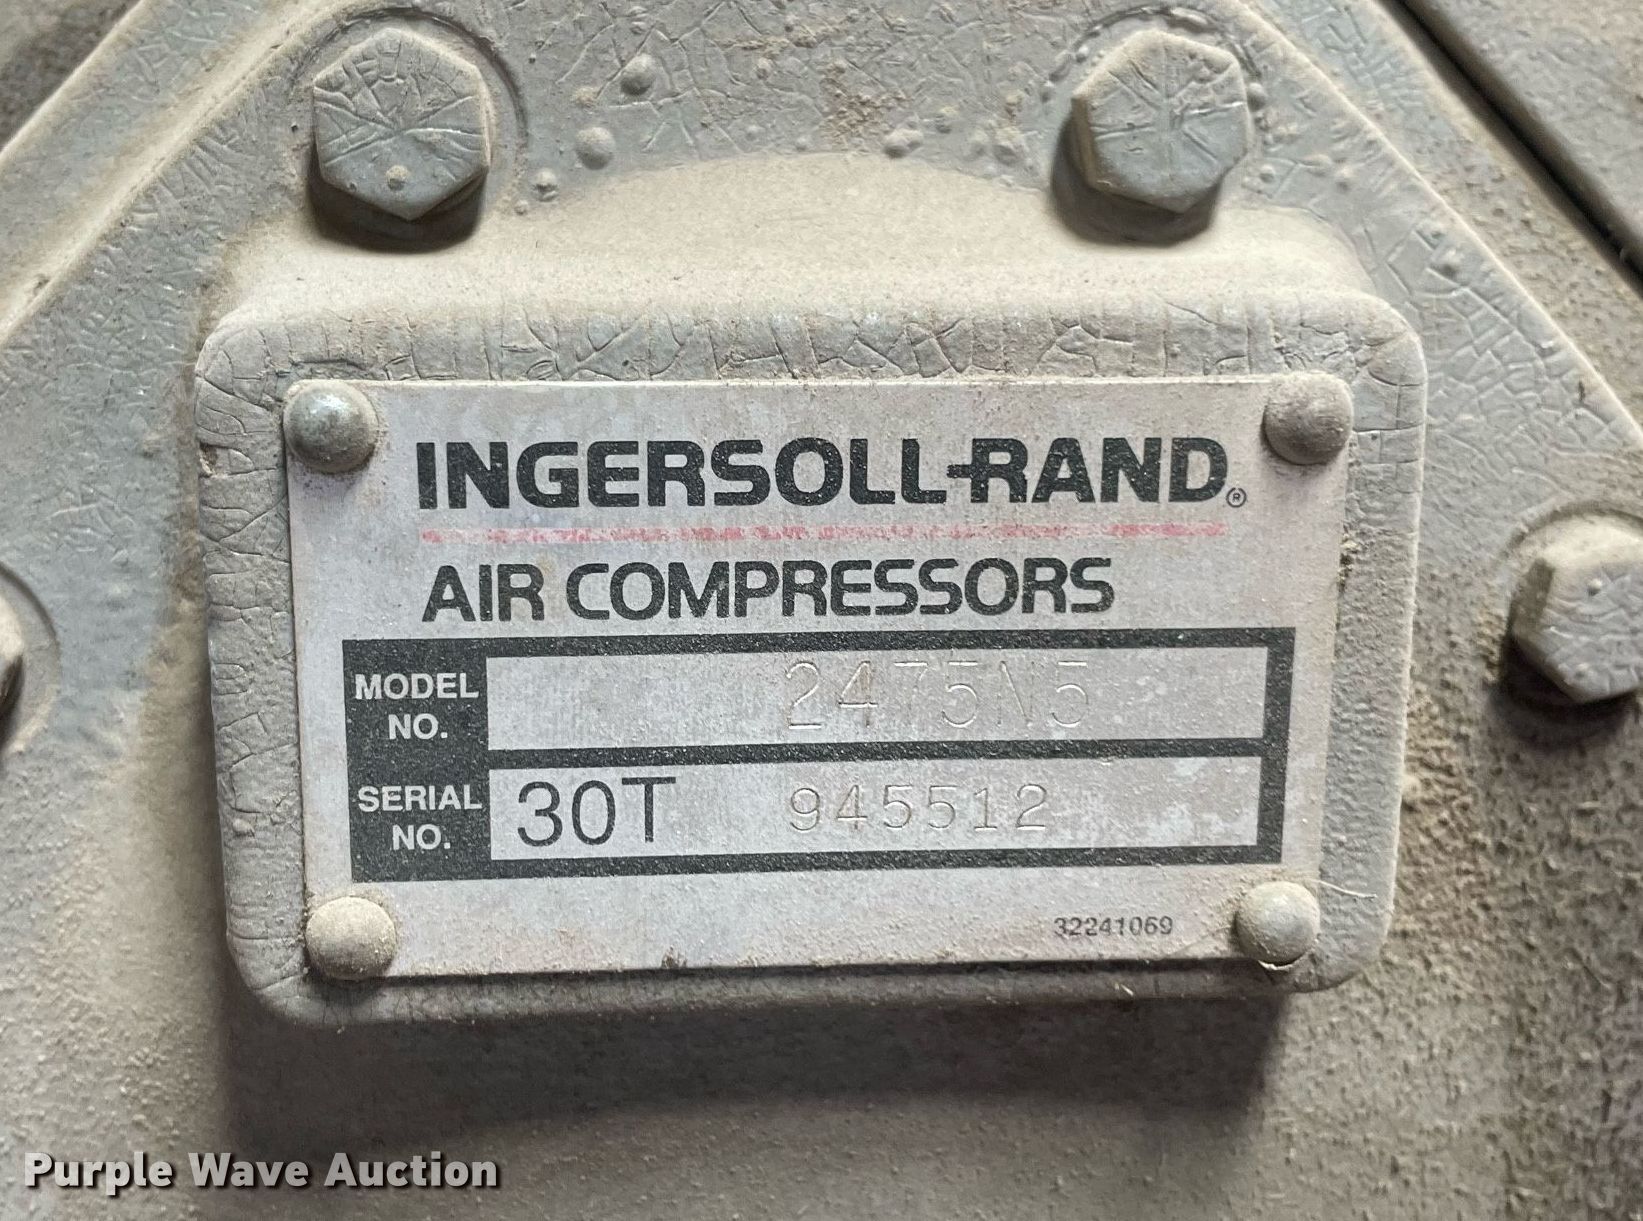 INGERSOLL-RAND®
AIR COMPRESSORS
MODEL NO. 2475N5
SERIAL NO. 30T 945512
32241069
Purple Wave Auction